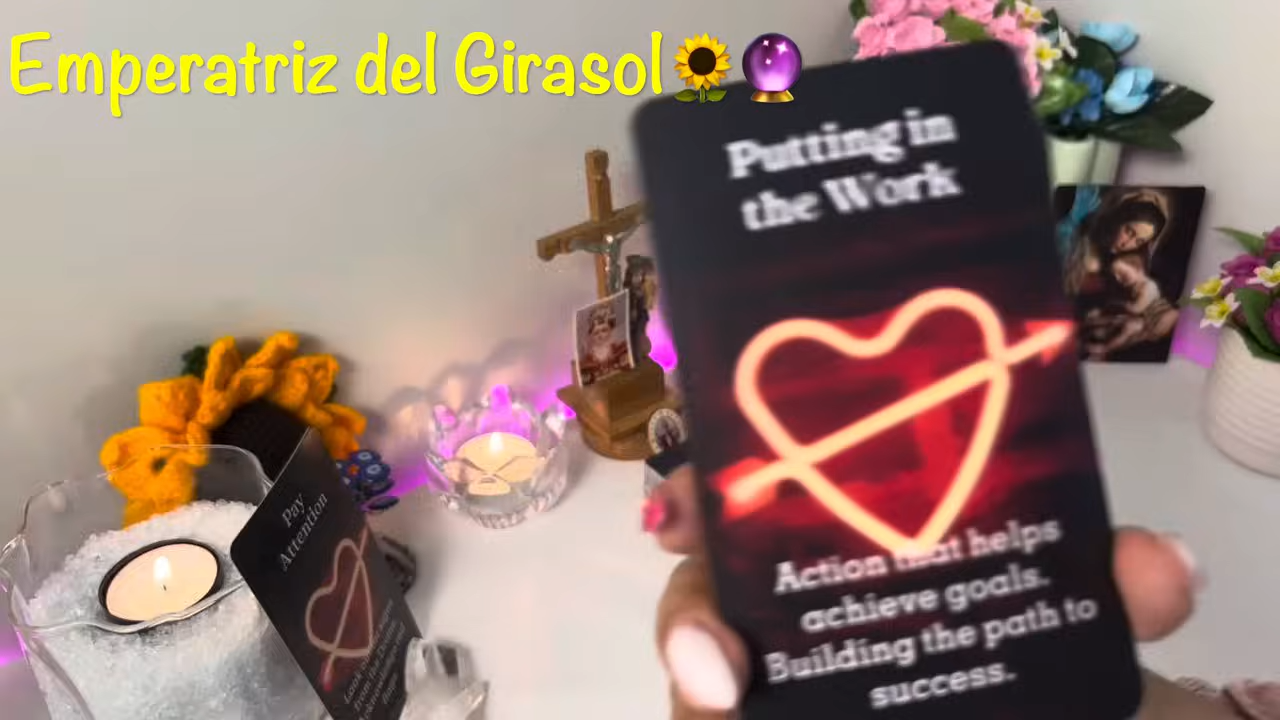 Emperatriz del Girasol🌻🔮
Putting in
the Work
Action that helps
achieve goals.
Building the path to
success.
Pay
Attention